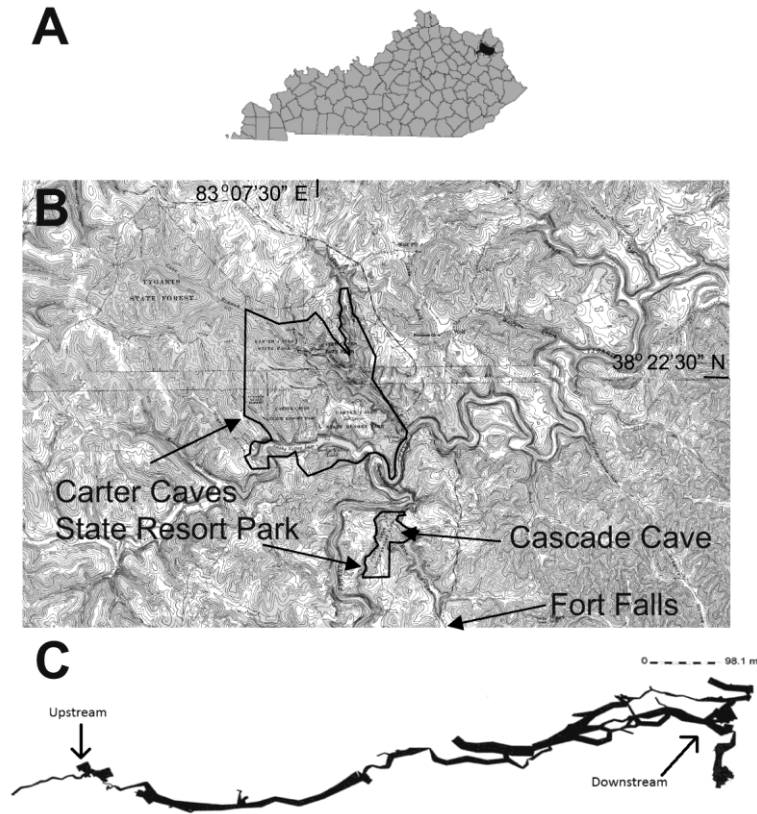 A
B
83°07'30" E
TYGARTS
STATE FOREST
38° 22'30" N
Carter Caves
State Resort Park
Cascade Cave
Fort Falls
C
0
98.1 m
Upstream
Downstream